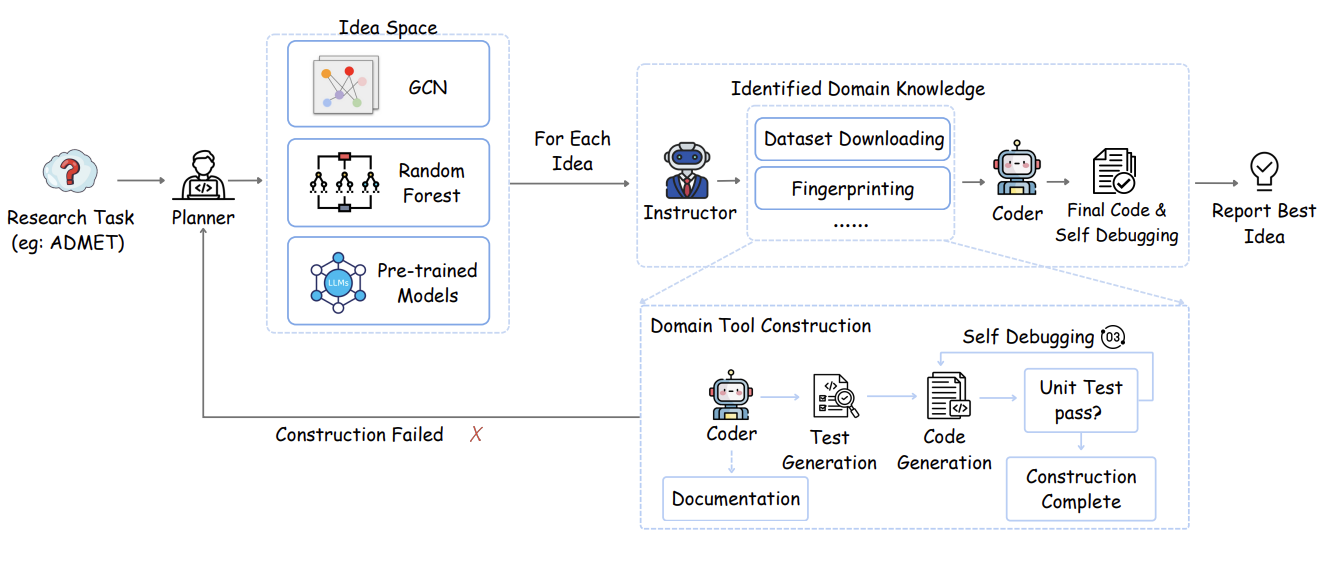 Idea Space
GCN
Random
Forest
LLMs
Pre-trained
Models
?
Research Task
(eg: ADMET)
</>
Planner
For Each
Idea
Identified Domain Knowledge
Instructor
Dataset Downloading
Fingerprinting
......
Coder
Final Code &
Self Debugging
Report Best
Idea
Construction Failed X
Domain Tool Construction
Self Debugging 03
Coder
Documentation
</>
Test
Generation
</>
Code
Generation
Unit Test
pass?
Construction
Complete